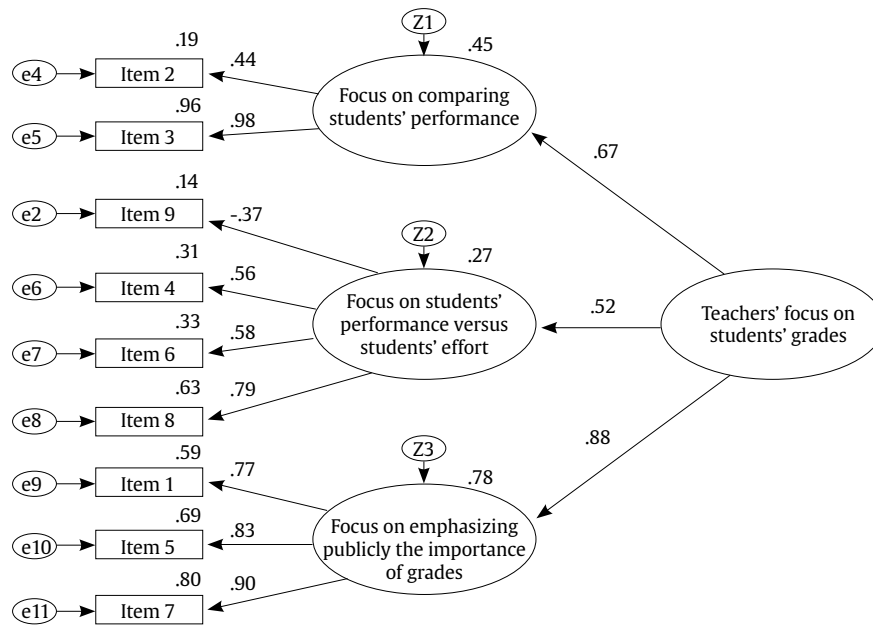 Z1
.19
.45
e4
Item 2
.44
Focus on comparing
students’ performance
.96
e5
Item 3
.98
.67
.14
e2
Item 9
-.37
Z2
.27
.31
e6
Item 4
.56
Focus on students’
performance versus
students’ effort
.52
Teachers’ focus on
students’ grades
.33
e7
Item 6
.58
.63
e8
Item 8
.79
.88
.59
Z3
.78
e9
Item 1
.77
.69
e10
Item 5
.83
Focus on emphasizing
publicly the importance
of grades
.80
e11
Item 7
.90